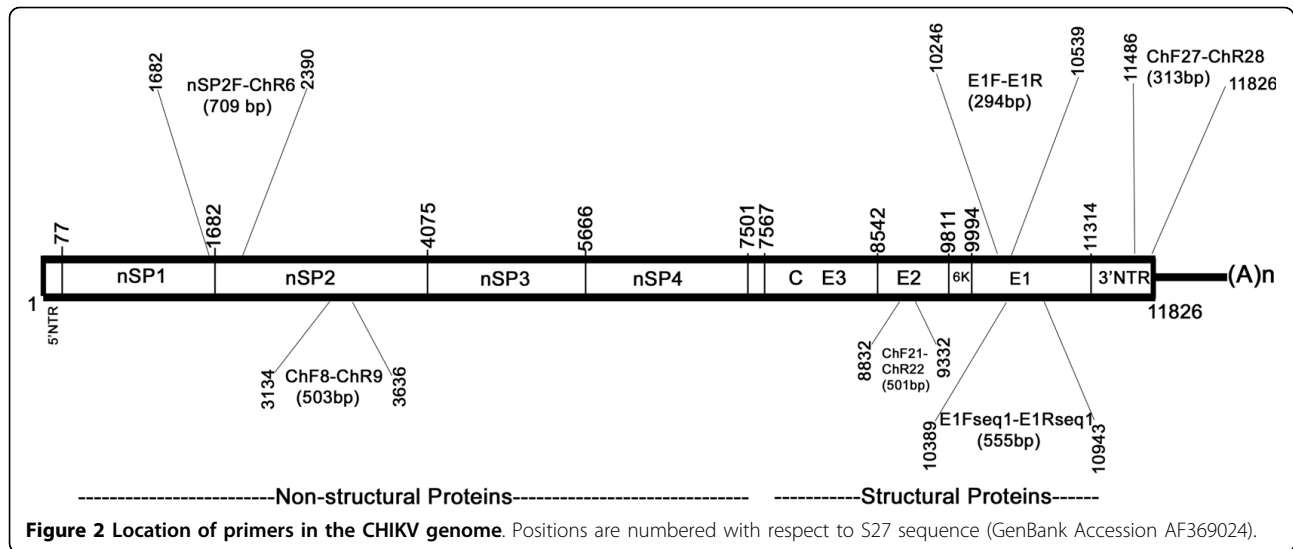 1682
nSP2F-ChR6
(709 bp)
2390
10246
E1F-E1R
(294bp)
10539
11486
ChF27-ChR28
(313bp)
11826
77
1682
4075
5666
7501
7567
8542
9811
9994
11314
nSP1
nSP2
nSP3
nSP4
C E3
E2
6K
E1
3'NTR
(A)n
1
5'NTR
11826
3134
ChF8-ChR9
(503bp)
3636
8832
ChF21-
ChR22
(501bp)
9332
10389
E1Fseq1-E1Rseq1
(555bp)
10943
-----------------------Non-structural Proteins----------------------------
-----------Structural Proteins------
Figure 2 Location of primers in the CHIKV genome. Positions are numbered with respect to S27 sequence (GenBank Accession AF369024).